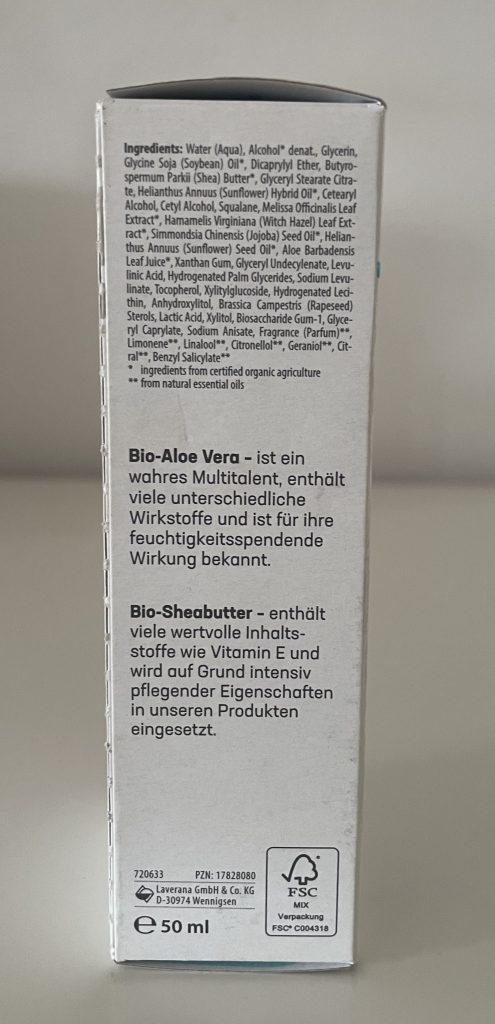 Ingredients: Water (Aqua), Alcohol* denat., Glycerin,
Glycine Soja (Soybean) Oil*, Dicaprylyl Ether, Butyro-
spermum Parkii (Shea) Butter*, Glyceryl Stearate Citra-
te, Helianthus Annuus (Sunflower) Hybrid Oil*, Cetearyl
Alcohol, Cetyl Alcohol, Squalane, Melissa Officinalis Leaf
Extract*, Hamamelis Virginiana (Witch Hazel) Leaf Ext-
ract*, Simmondsia Chinensis (Jojoba) Seed Oil*, Helian-
thus Annuus (Sunflower) Seed Oil*, Aloe Barbadensis
Leaf Juice*, Xanthan Gum, Glyceryl Undecylenate, Levu-
linic Acid, Hydrogenated Palm Glycerides, Sodium Levu-
linate, Tocopherol, Xylitylglucoside, Hydrogenated Leci-
thin, Anhydroxylitol, Brassica Campestris (Rapeseed)
Sterols, Lactic Acid, Xylitol, Biosaccharide Gum-1, Glyce-
ryl Caprylate, Sodium Anisate, Fragrance (Parfum)**,
Limonene**, Linalool**, Citronellol**, Geraniol**, Cit-
ral**, Benzyl Salicylate**
* ingredients from certified organic agriculture
** from natural essential oils
Bio-Aloe Vera – ist ein
wahres Multitalent, enthält
viele unterschiedliche
Wirkstoffe und ist für ihre
feuchtigkeitsspendende
Wirkung bekannt.
Bio-Sheabutter – enthält
viele wertvolle Inhalts-
stoffe wie Vitamin E und
wird auf Grund intensiv
pflegender Eigenschaften
in unseren Produkten
eingesetzt.
720633 PZN: 17828080
Laverana GmbH & Co. KG
D-30974 Wennigsen
℮ 50 ml
FSC
MIX
Verpackung
FSC® C004318